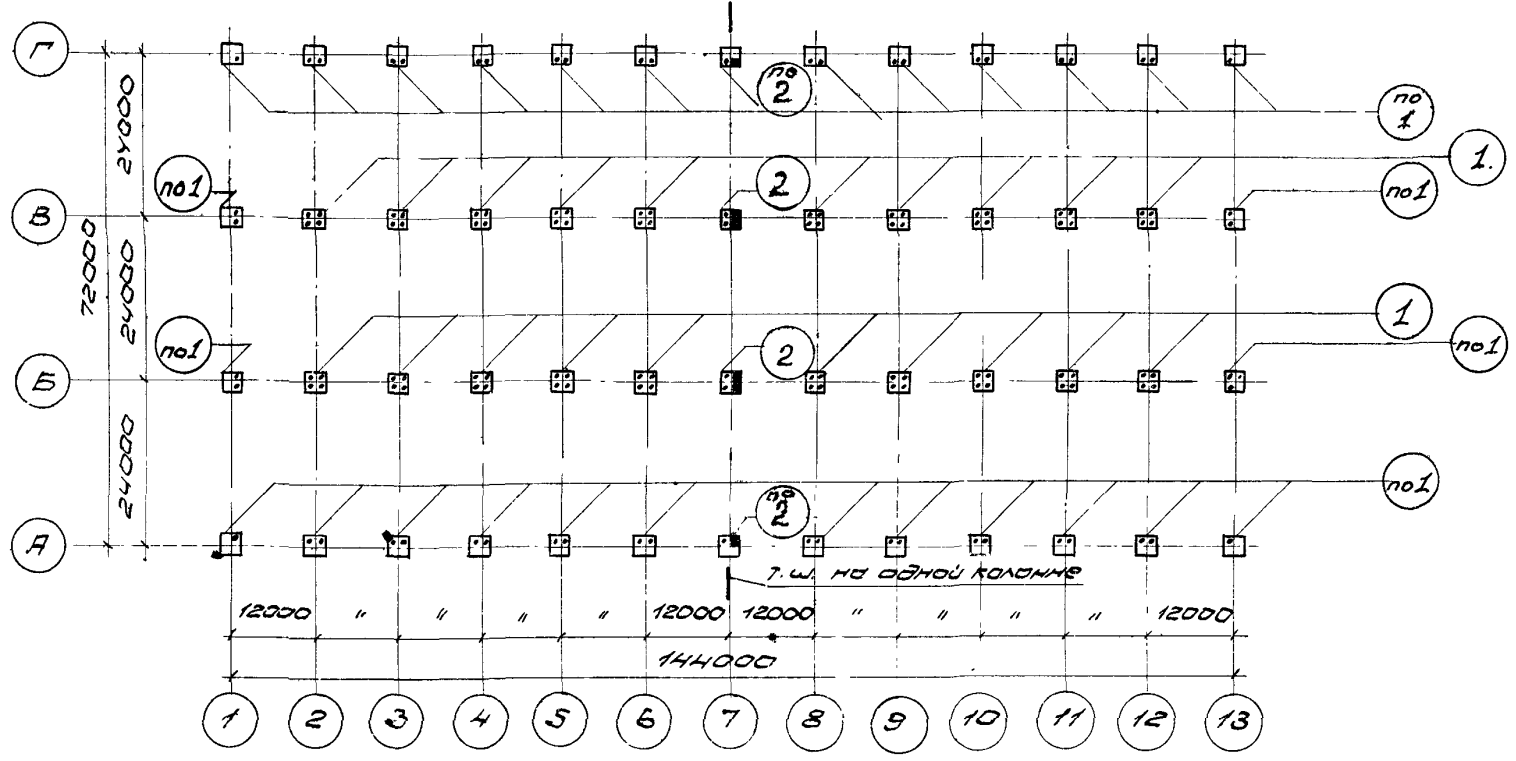 Г
24000
по 2
по 1
1.
по1
2
по1
В
72000
24000
1
по1
2
по1
Б
24000
по1
по 2
А
Т.ш. на одной колонне
12000 " " " " 12000 12000 " " " " 12000
144000
1 2 3 4 5 6 7 8 9 10 11 12 13